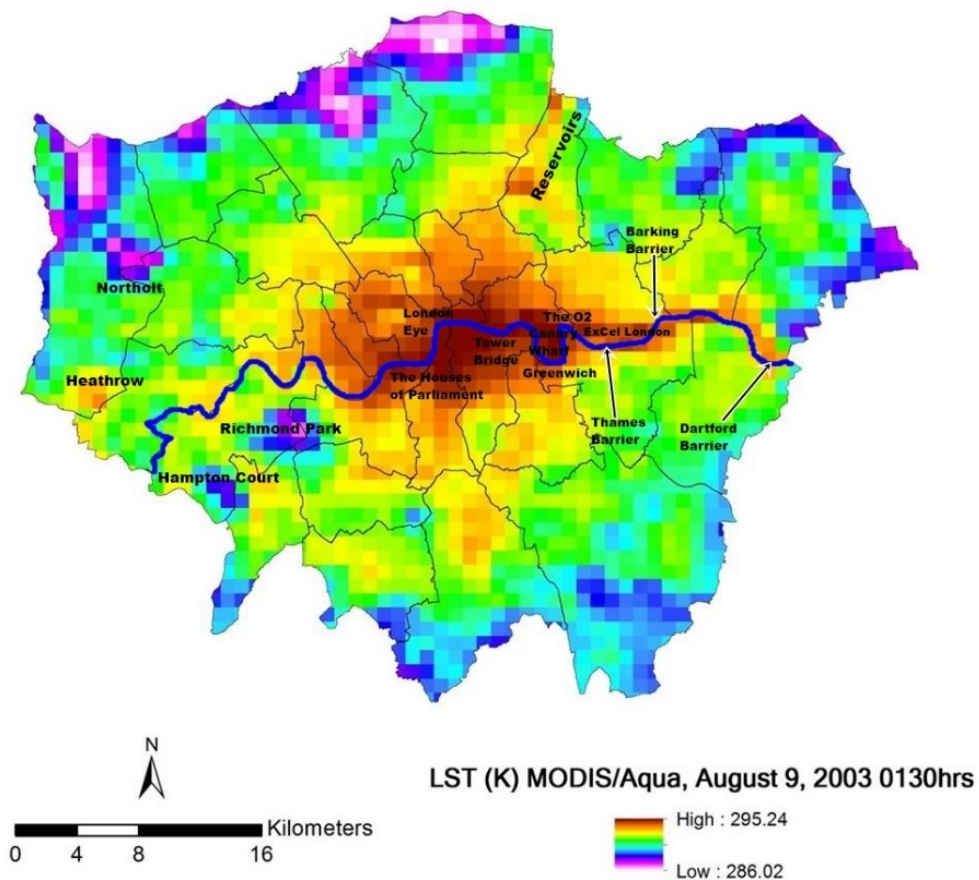 Reservoirs
Barking
Barrier
Northolt
London
Eye
The O2
Canary
Wharf
ExCel London
Tower
Bridge
Greenwich
Heathrow
The Houses
of Parliament
Richmond Park
Thames
Barrier
Dartford
Barrier
Hampton Court
N
Kilometers
0 4 8 16
LST (K) MODIS/Aqua, August 9, 2003 0130hrs
High : 295.24
Low : 286.02